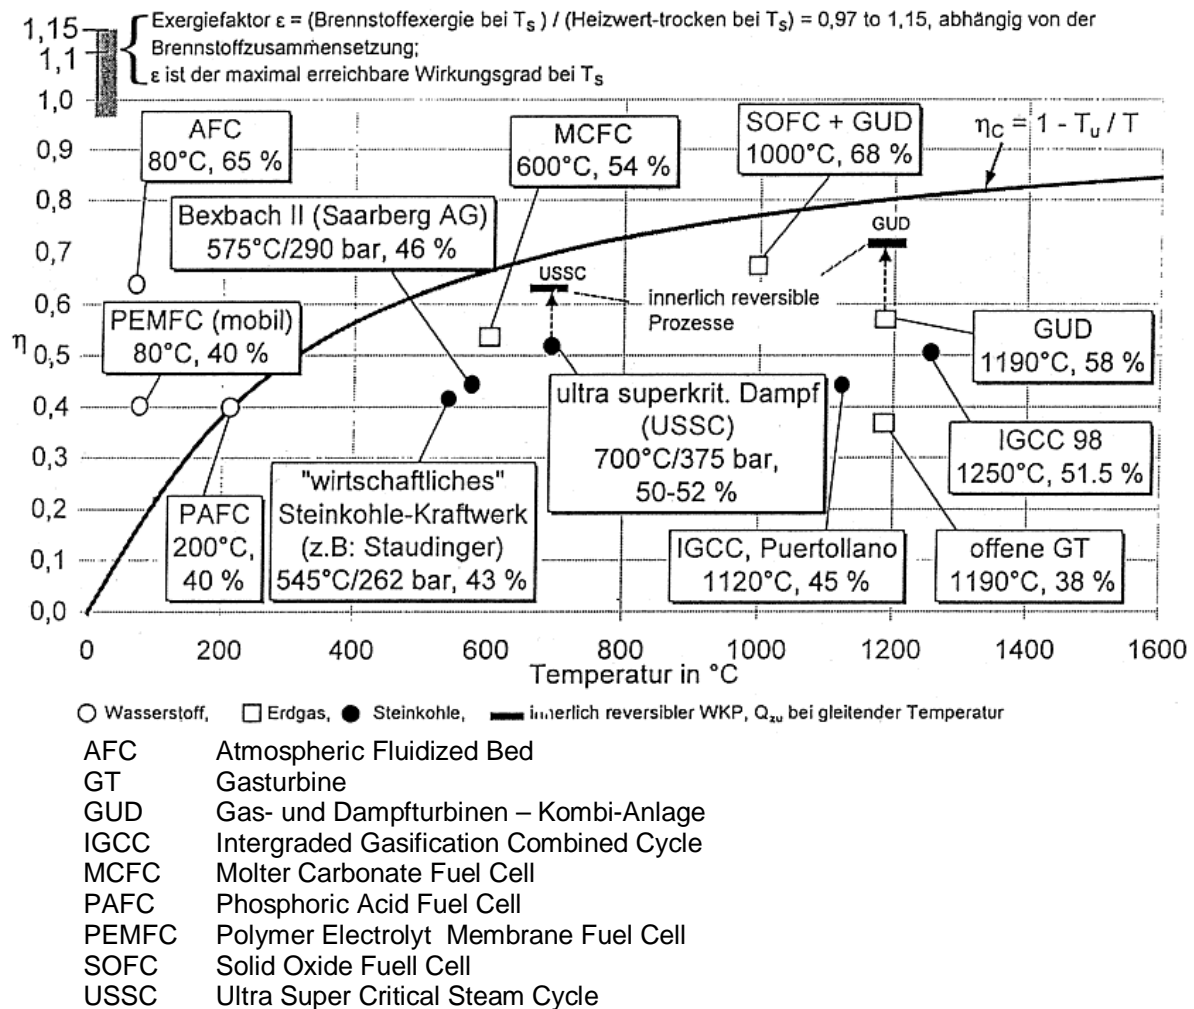 Exergiefaktor ε = (Brennstoffexergie bei TS ) / (Heizwert-trocken bei TS) = 0,97 to 1,15, abhängig von der
Brennstoffzusammensetzung;
ε ist der maximal erreichbare Wirkungsgrad bei TS
1,15
1,1
1,0
0,9
0,8
0,7
0,6
η
0,5
0,4
0,3
0,2
0,1
0,0
AFC
80°C, 65 %
MCFC
600°C, 54 %
SOFC + GUD
1000°C, 68 %
ηC = 1 - Tu / T
Bexbach II (Saarberg AG)
575°C/290 bar, 46 %
GUD
USSC
innerlich reversible
Prozesse
PEMFC (mobil)
80°C, 40 %
GUD
1190°C, 58 %
ultra superkrit. Dampf
(USSC)
700°C/375 bar,
50-52 %
IGCC 98
1250°C, 51.5 %
"wirtschaftliches"
Steinkohle-Kraftwerk
(z.B: Staudinger)
545°C/262 bar, 43 %
PAFC
200°C,
40 %
IGCC, Puertollano
1120°C, 45 %
offene GT
1190°C, 38 %
0 200 400 600 800 1000 1200 1400 1600
Temperatur in °C
Wasserstoff, Erdgas, Steinkohle, innerlich reversibler WKP, Qzu bei gleitender Temperatur
AFC Atmospheric Fluidized Bed
GT Gasturbine
GUD Gas- und Dampfturbinen – Kombi-Anlage
IGCC Intergraded Gasification Combined Cycle
MCFC Molter Carbonate Fuel Cell
PAFC Phosphoric Acid Fuel Cell
PEMFC Polymer Electrolyt Membrane Fuel Cell
SOFC Solid Oxide Fuell Cell
USSC Ultra Super Critical Steam Cycle